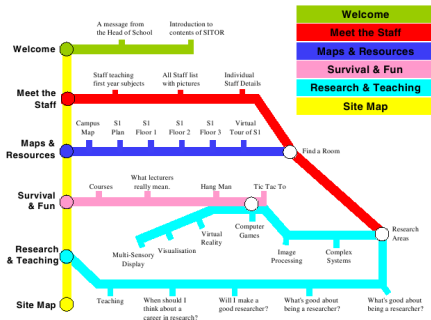 Welcome
Meet the Staff
Maps & Resources
Survival & Fun
Research & Teaching
Site Map
A message from
the Head of School
Introduction to
contents of SITOR
Welcome
Staff teaching
first year subjects
All Staff list
with pictures
Individual
Staff Details
Meet the
Staff
Campus
Map
S1
Plan
S1
Floor 1
S1
Floor 2
S1
Floor 3
Virtual
Tour of S1
Maps &
Resources
Find a Room
Courses
What lecturers
really mean.
Hang Man
Tic Tac To
Survival
& Fun
Multi-Sensory
Display
Visualisation
Virtual
Reality
Computer
Games
Image
Processing
Complex
Systems
Research
Areas
Research
& Teaching
Teaching
When should I
think about a
career in research?
Will I make a
good researcher?
What's good about
being a researcher?
What's good about
being a researcher?
Site Map